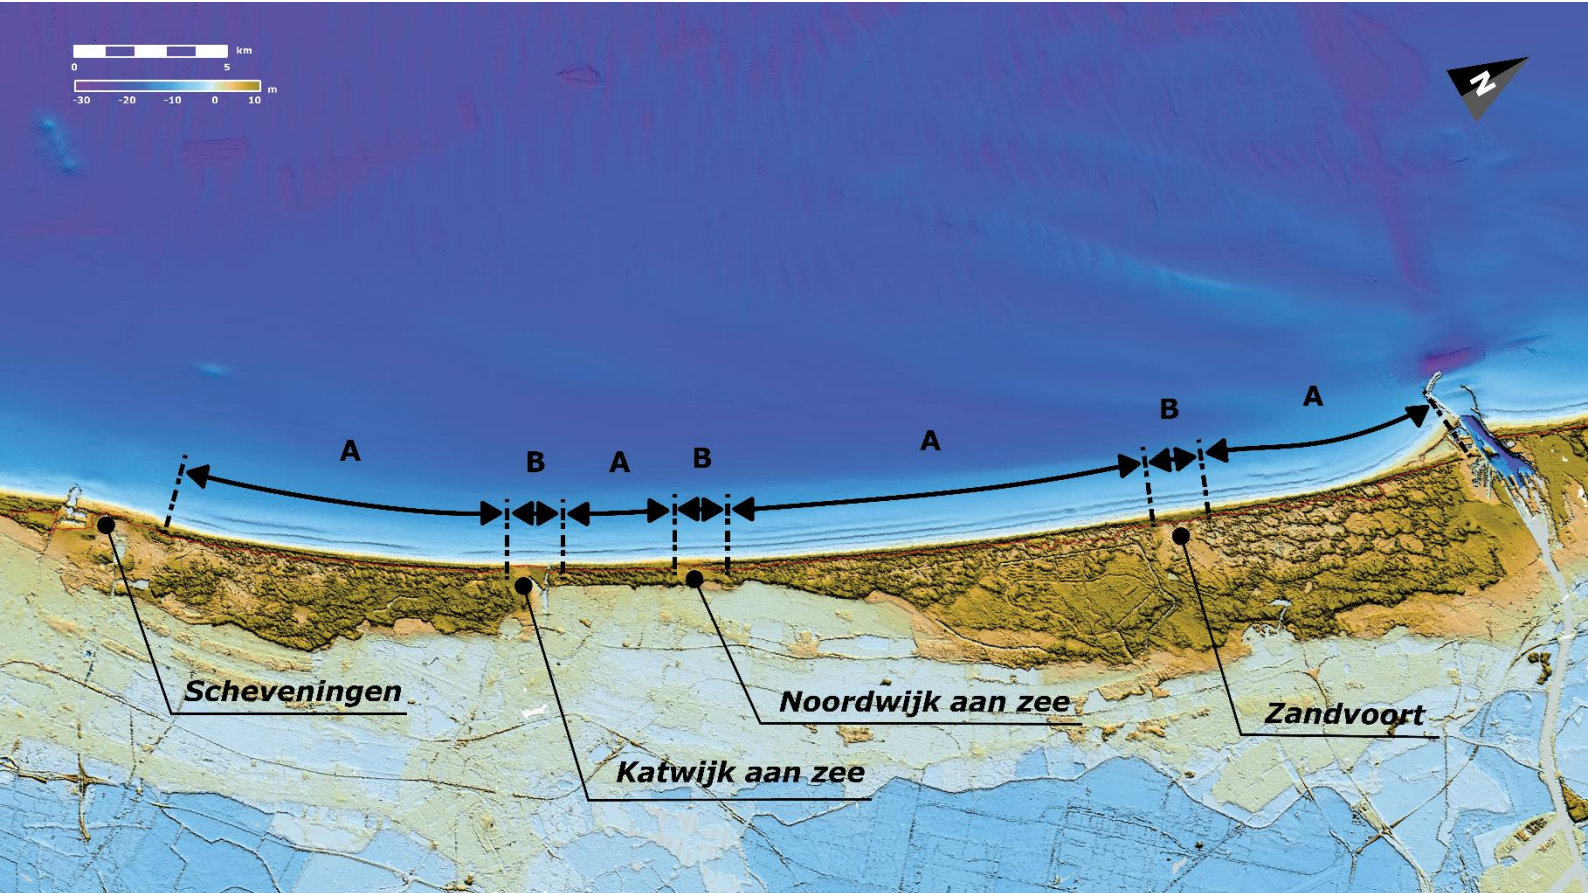 km
0 5
m
-30 -20 -10 0 10
N
A
B
A
B
A
B
A
Scheveningen
Katwijk aan zee
Noordwijk aan zee
Zandvoort